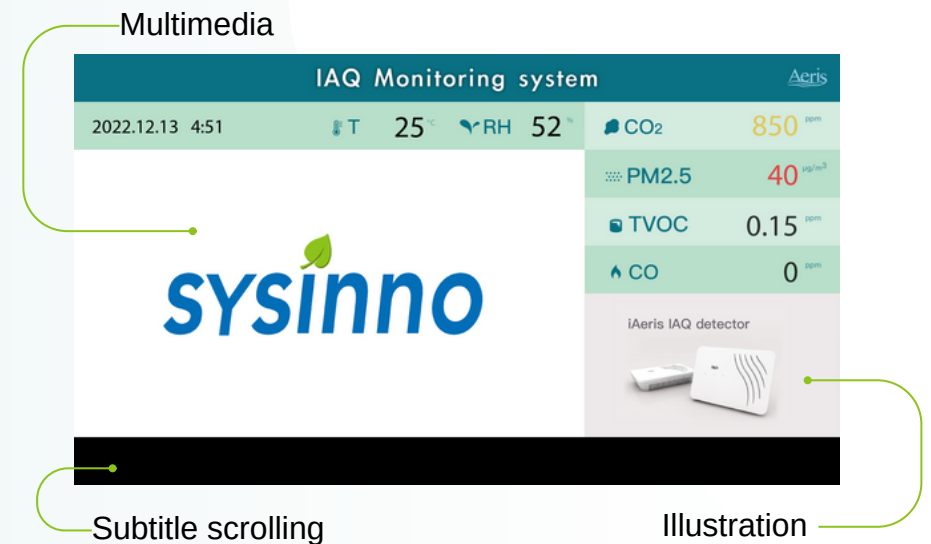 Multimedia
IAQ Monitoring system
Aeris
2022.12.13 4:51
T 25 °C
RH 52 %
CO2 850 ppm
PM2.5 40 µg/m3
TVOC 0.15 ppm
CO 0 ppm
sysinno
iAeris IAQ detector
Subtitle scrolling
Illustration